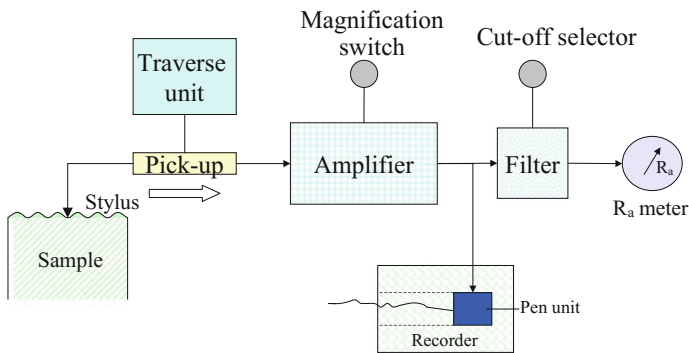 Magnification
switch
Cut-off selector
Traverse
unit
Pick-up
Amplifier
Filter
Rₐ
Rₐ meter
Stylus
Sample
Pen unit
Recorder